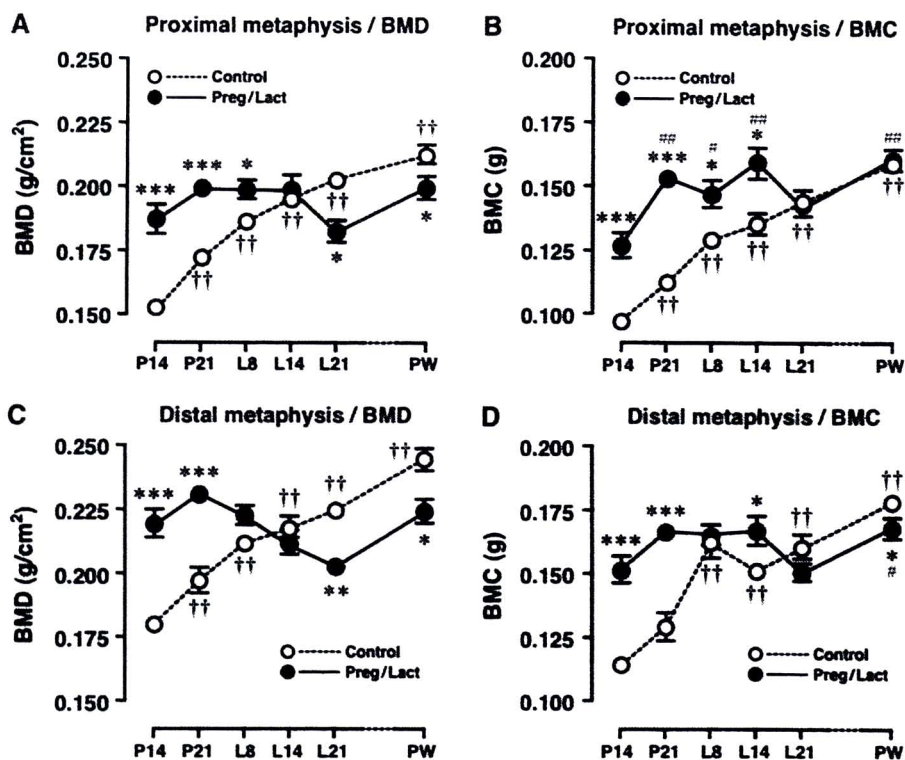 A
Proximal metaphysis / BMD
BMD (g/cm²)
0.250
0.225
0.200
0.175
0.150
Control
Preg/Lact
††
*** *** *
†† †† †† ††
* *
P14 P21 L8 L14 L21 PW
B
Proximal metaphysis / BMC
BMC (g)
0.200
0.175
0.150
0.125
0.100
Control
Preg/Lact
## # ## ##
*** *** * *
†† †† †† †† ††
P14 P21 L8 L14 L21 PW
C
Distal metaphysis / BMD
BMD (g/cm²)
0.250
0.225
0.200
0.175
0.150
*** *** †† †† ††
†† †† ** *
Control
Preg/Lact
P14 P21 L8 L14 L21 PW
D
Distal metaphysis / BMC
BMC (g)
0.200
0.175
0.150
0.125
0.100
*** *** * †† ††
†† †† *
#
Control
Preg/Lact
P14 P21 L8 L14 L21 PW